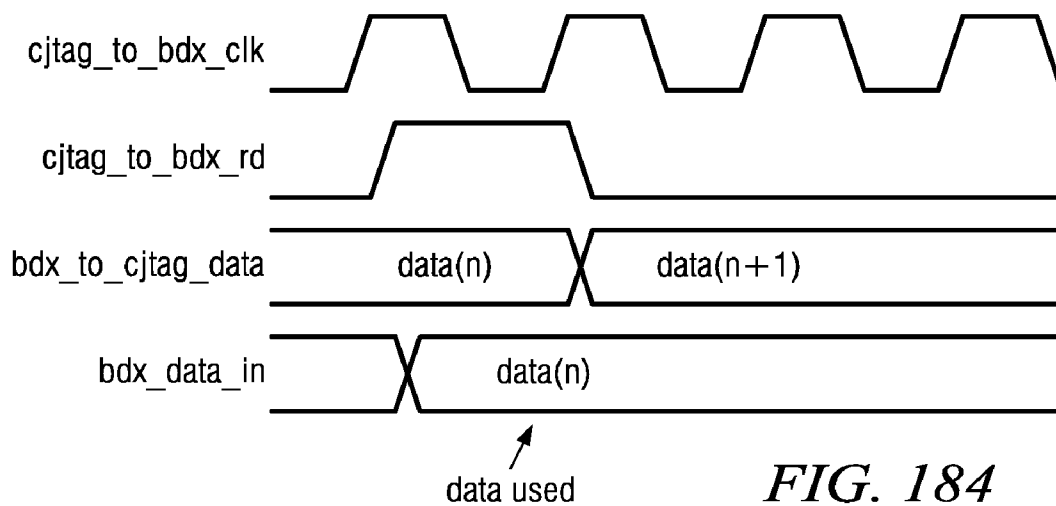 cjtag_to_bdx_clk
cjtag_to_bdx_rd
bdx_to_cjtag_data data(n) data(n+1)
bdx_data_in data(n)
data used
FIG. 184